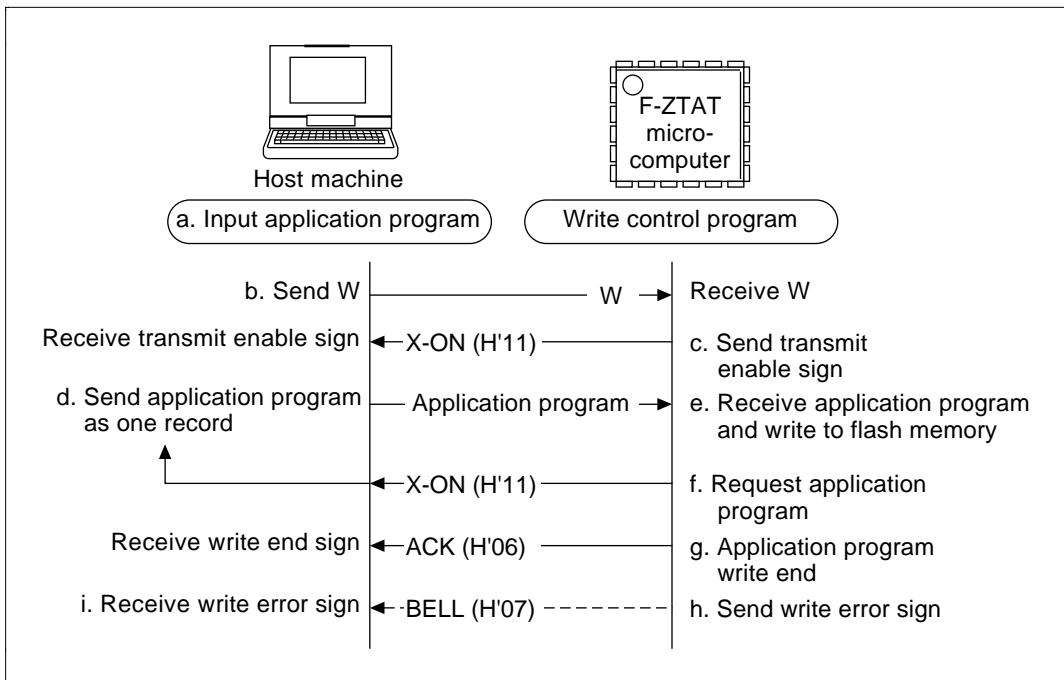 F-ZTAT
micro-
computer
Host machine
a. Input application program
Write control program
b. Send W
W
Receive W
Receive transmit enable sign
X-ON (H'11)
c. Send transmit
enable sign
d. Send application program
as one record
Application program
e. Receive application program
and write to flash memory
X-ON (H'11)
f. Request application
program
Receive write end sign
ACK (H'06)
g. Application program
write end
i. Receive write error sign
BELL (H'07)
h. Send write error sign